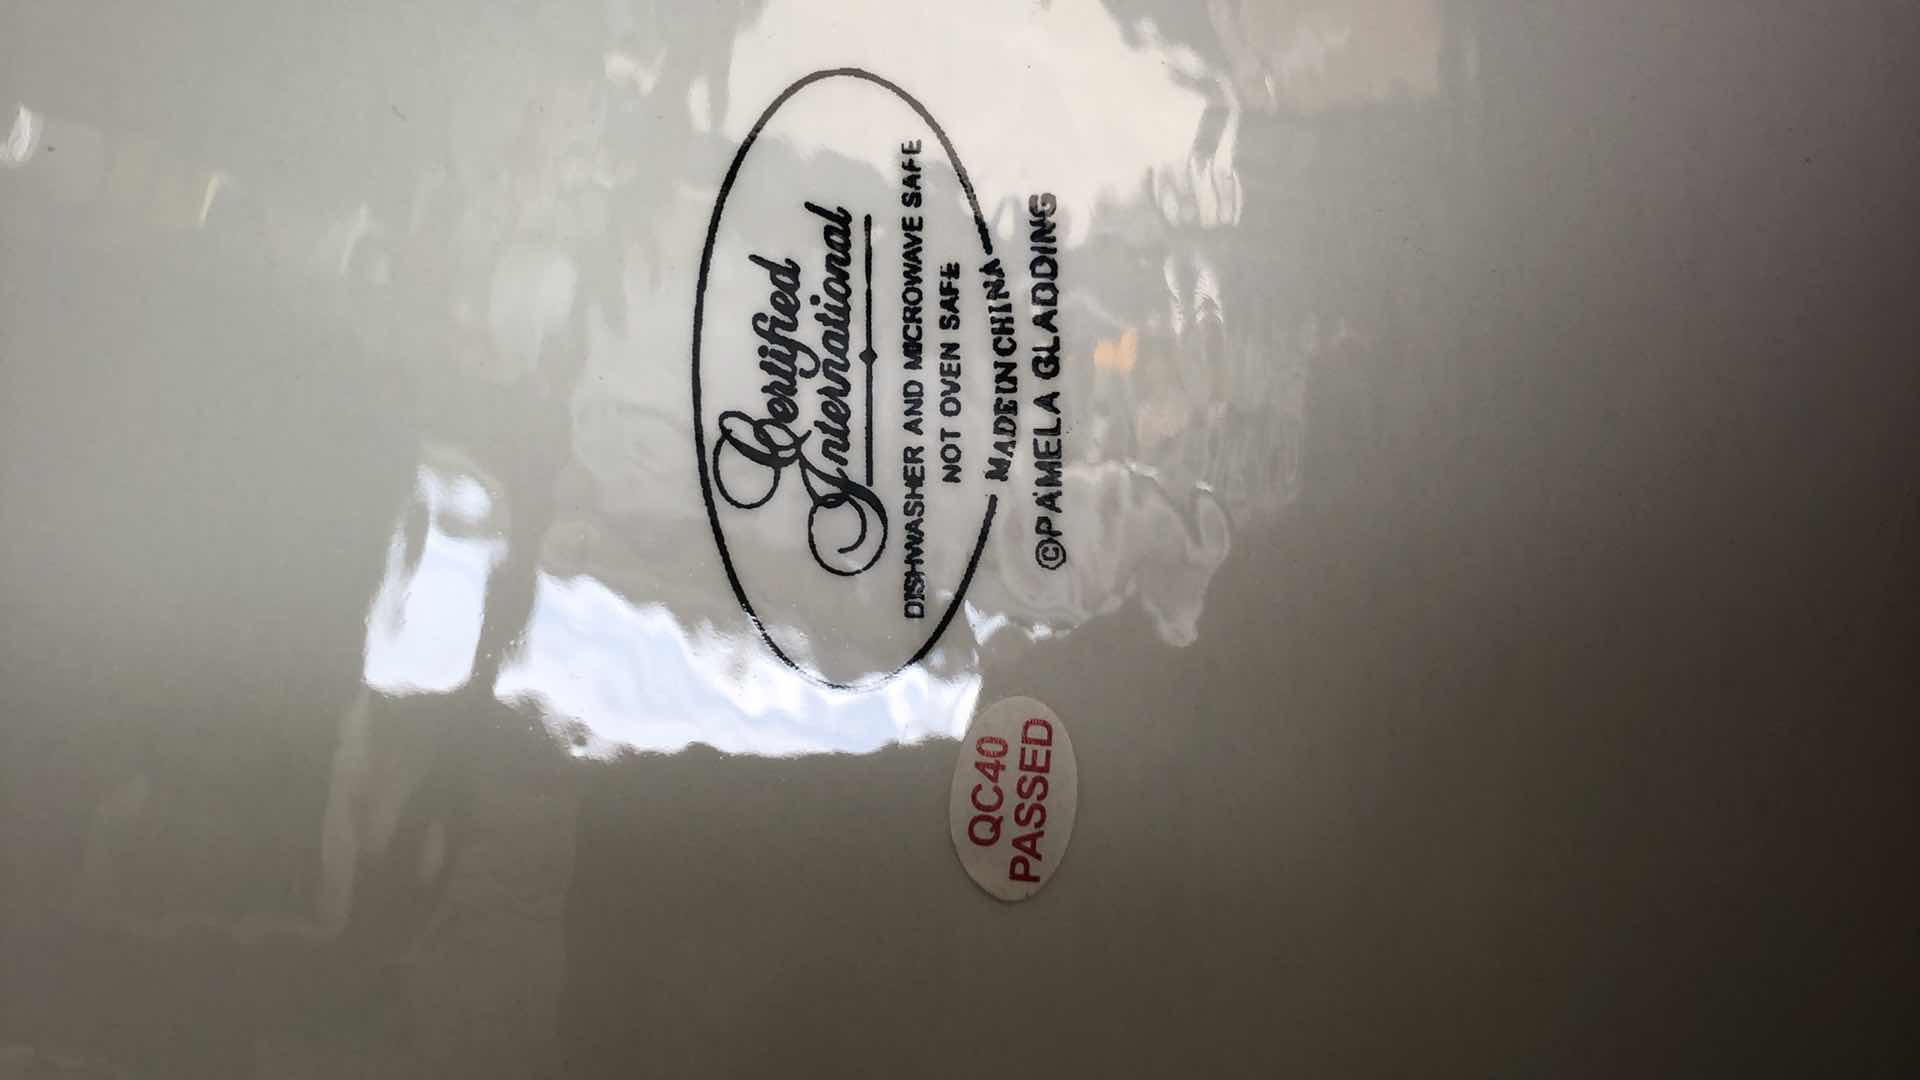 Certified
International
DISHWASHER AND MICROWAVE SAFE
NOT OVEN SAFE
MADE IN CHINA
©PAMELA GLADDING
QC40
PASSED